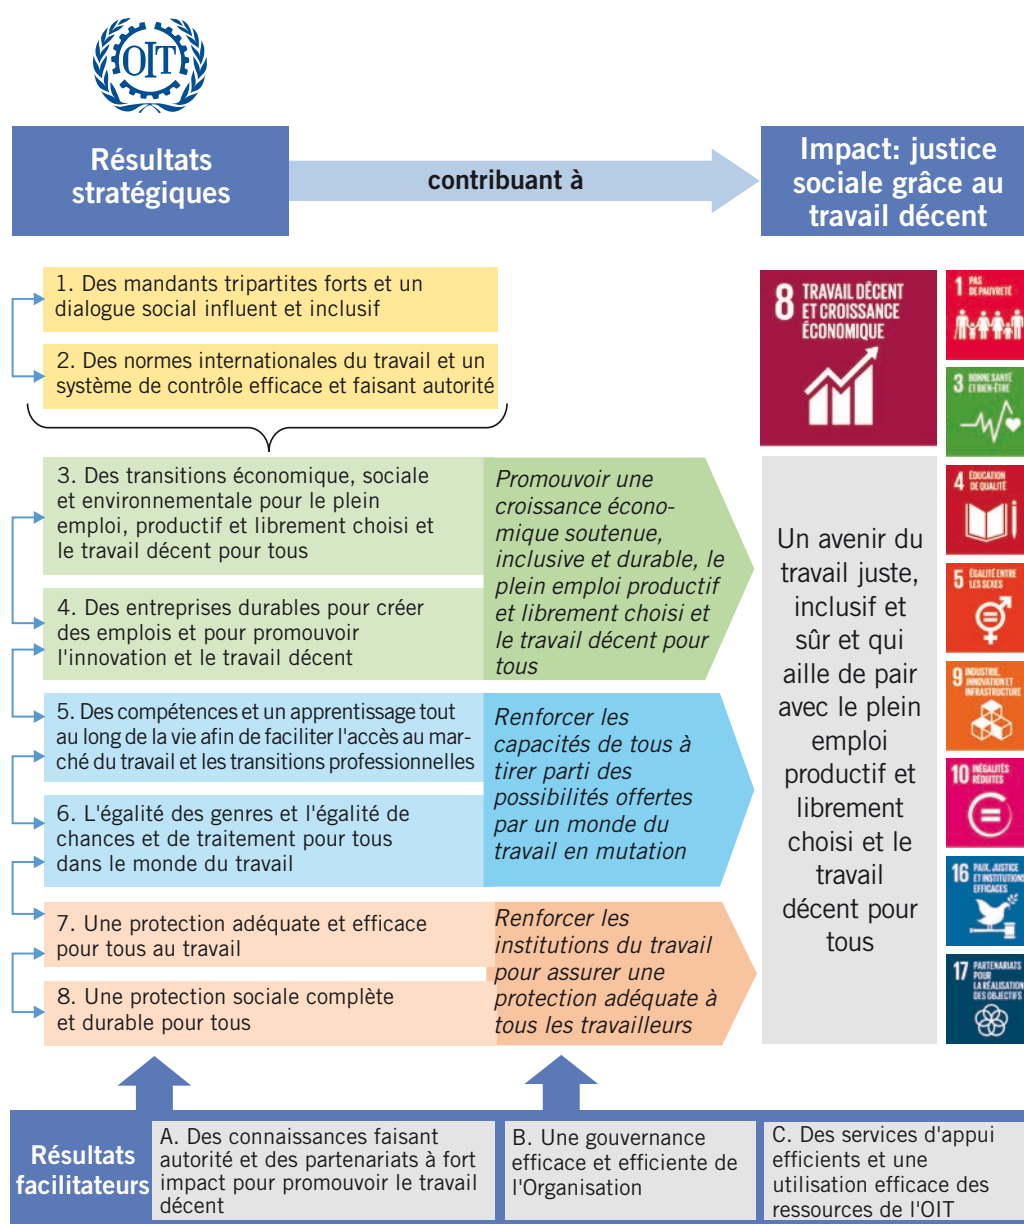 OIT
Résultats
stratégiques
contribuant à
Impact: justice
sociale grâce au
travail décent
1. Des mandants tripartites forts et un
dialogue social influent et inclusif
2. Des normes internationales du travail et un
système de contrôle efficace et faisant autorité
3. Des transitions économique, sociale
et environnementale pour le plein
emploi, productif et librement choisi et
le travail décent pour tous
4. Des entreprises durables pour créer
des emplois et pour promouvoir
l'innovation et le travail décent
Promouvoir une
croissance écono-
mique soutenue,
inclusive et durable, le
plein emploi productif
et librement choisi et
le travail décent pour
tous
5. Des compétences et un apprentissage tout
au long de la vie afin de faciliter l'accès au mar-
ché du travail et les transitions professionnelles
6. L'égalité des genres et l'égalité de
chances et de traitement pour tous
dans le monde du travail
Renforcer les
capacités de tous à
tirer parti des
possibilités offertes
par un monde du
travail en mutation
7. Une protection adéquate et efficace
pour tous au travail
8. Une protection sociale complète
et durable pour tous
Renforcer les
institutions du travail
pour assurer une
protection adéquate à
tous les travailleurs
8 TRAVAIL DÉCENT
ET CROISSANCE
ÉCONOMIQUE
Un avenir du
travail juste,
inclusif et
sûr et qui
aille de pair
avec le plein
emploi
productif et
librement
choisi et le
travail
décent pour
tous
1 PAS
DE PAUVRETÉ
3 BONNE SANTÉ
ET BIEN-ÊTRE
4 ÉDUCATION
DE QUALITÉ
5 ÉGALITÉ ENTRE
LES SEXES
9 INDUSTRIE,
INNOVATION ET
INFRASTRUCTURE
10 INÉGALITÉS
RÉDUITES
16 PAIX, JUSTICE
ET INSTITUTIONS
EFFICACES
17 PARTENARIATS
POUR
LA RÉALISATION
DES OBJECTIFS
Résultats
facilitateurs
A. Des connaissances faisant
autorité et des partenariats à fort
impact pour promouvoir le travail
décent
B. Une gouvernance
efficace et efficiente de
l'Organisation
C. Des services d'appui
efficients et une
utilisation efficace des
ressources de l'OIT